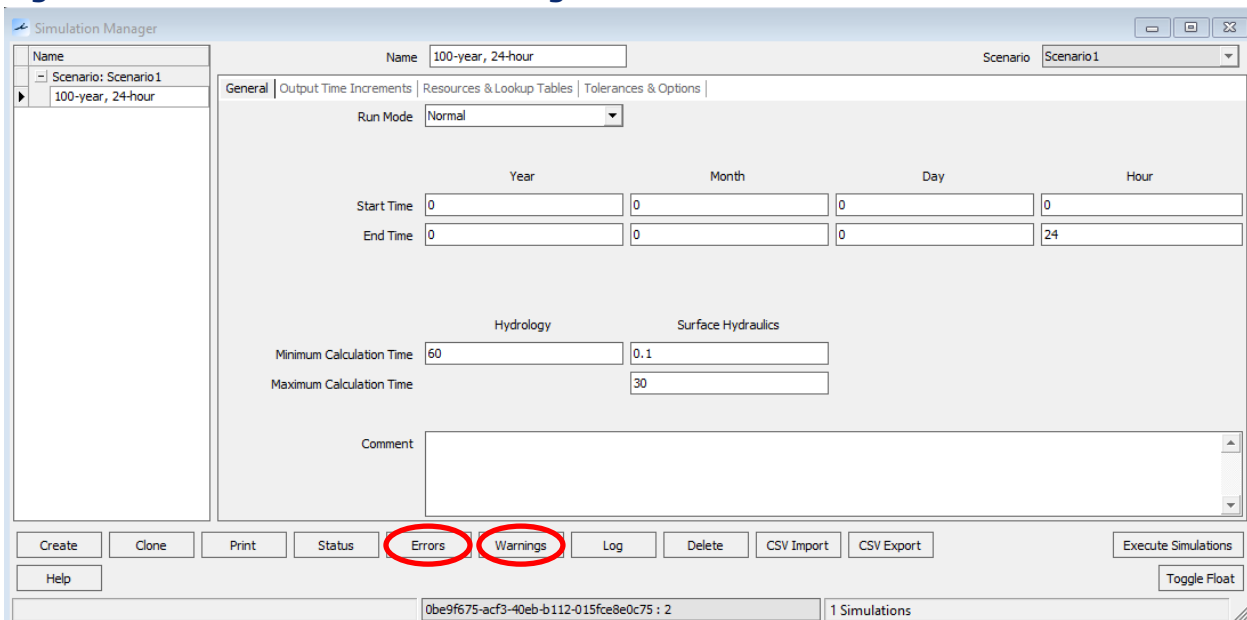 Simulation Manager
Name
Scenario: Scenario1
100-year, 24-hour
Name 100-year, 24-hour Scenario Scenario1
General Output Time Increments Resources & Lookup Tables Tolerances & Options
Run Mode Normal
Year Month Day Hour
Start Time 0 0 0 0
End Time 0 0 0 24
Hydrology Surface Hydraulics
Minimum Calculation Time 60 0.1
Maximum Calculation Time 30
Comment
Create Clone Print Status Errors Warnings Log Delete CSV Import CSV Export Execute Simulations
Help Toggle Float
0be9f675-acf3-40eb-b112-015fce8e0c75 : 2 1 Simulations